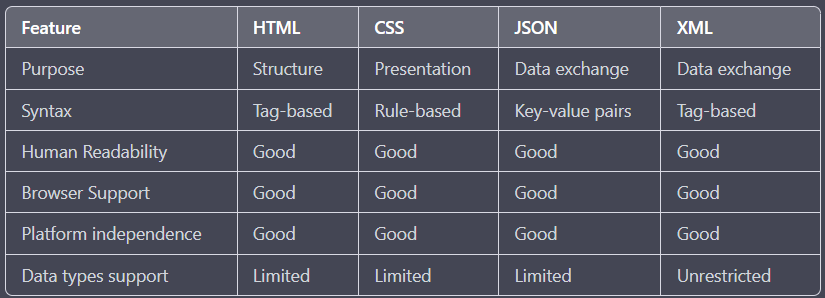 Feature HTML CSS JSON XML
Purpose Structure Presentation Data exchange Data exchange
Syntax Tag-based Rule-based Key-value pairs Tag-based
Human Readability Good Good Good Good
Browser Support Good Good Good Good
Platform independence Good Good Good Good
Data types support Limited Limited Limited Unrestricted